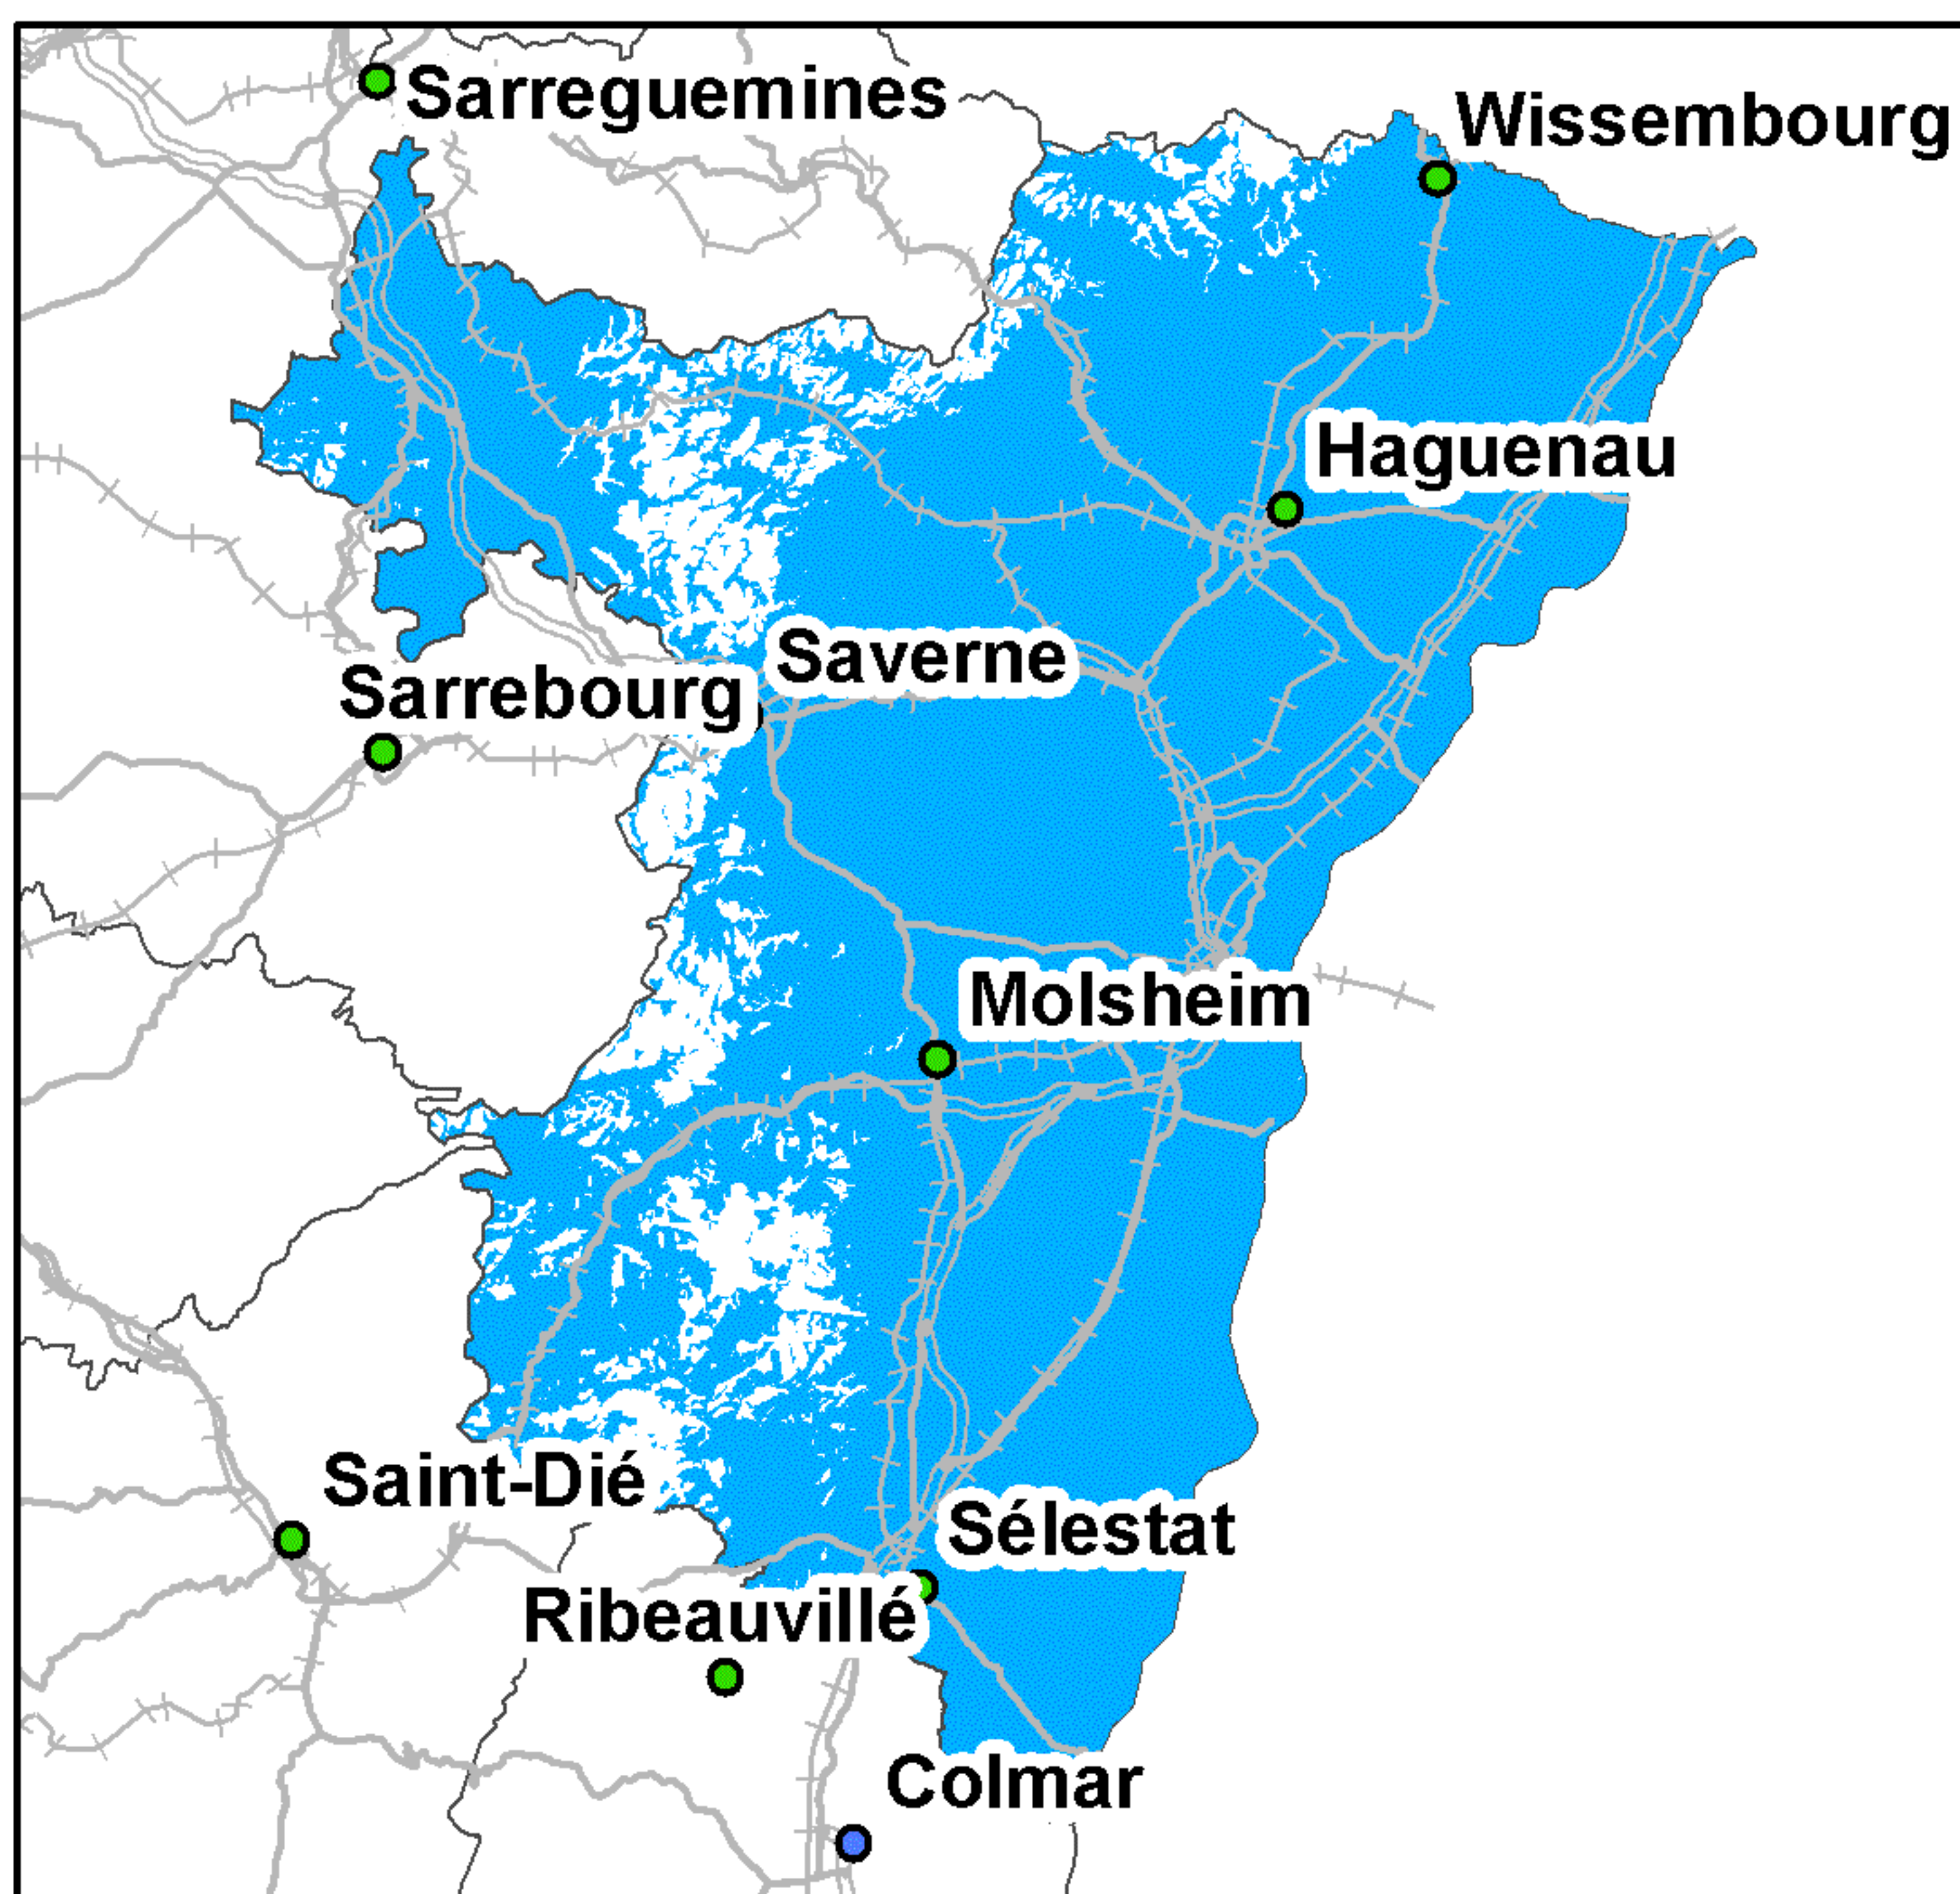 Sarreguemines
Wissembourg
Haguenau
Saverne
Sarrebourg
Molsheim
Saint-Dié
Sélestat
Ribeauvillé
Colmar